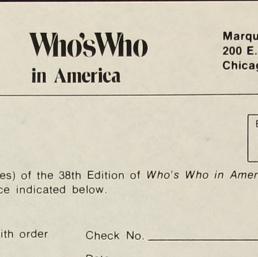 Who'sWho
in America
Marqu
200 E.
Chicag
es) of the 38th Edition of Who's Who in Amer
ce indicated below.
ith order
Check No.